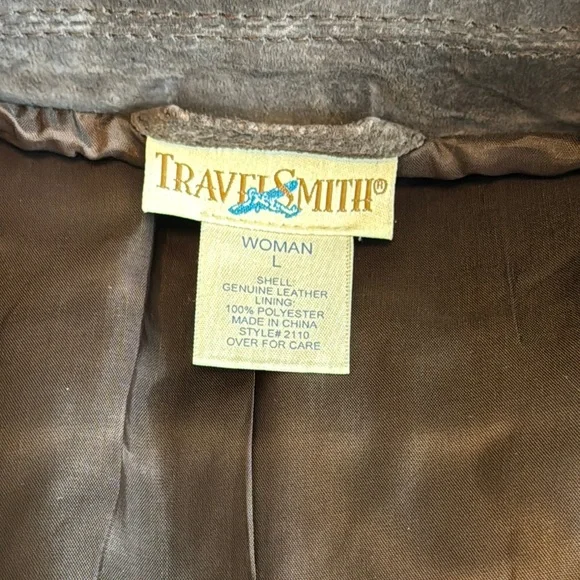 TRAVELSMITH®
WOMAN
L
SHELL:
GENUINE LEATHER
LINING:
100% POLYESTER
MADE IN CHINA
STYLE# 2110
OVER FOR CARE